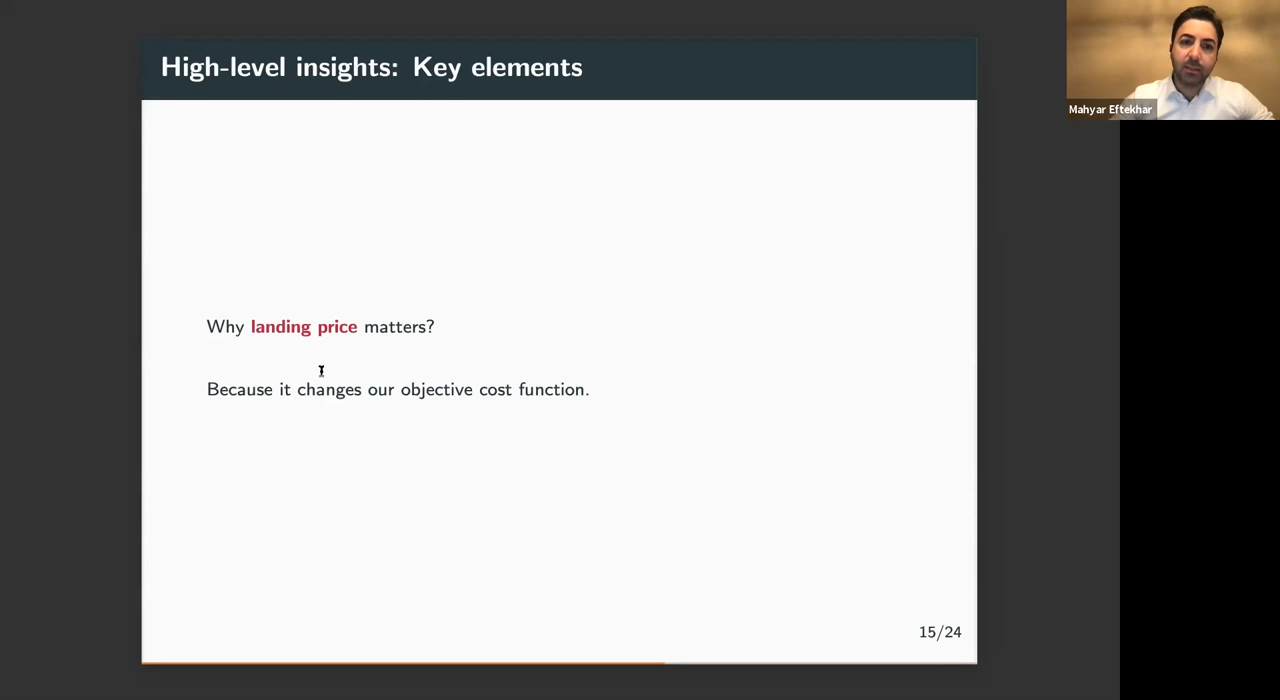 High-level insights: Key elements
Mahyar Eftekhar
Why landing price matters?
Because it changes our objective cost function.
15/24